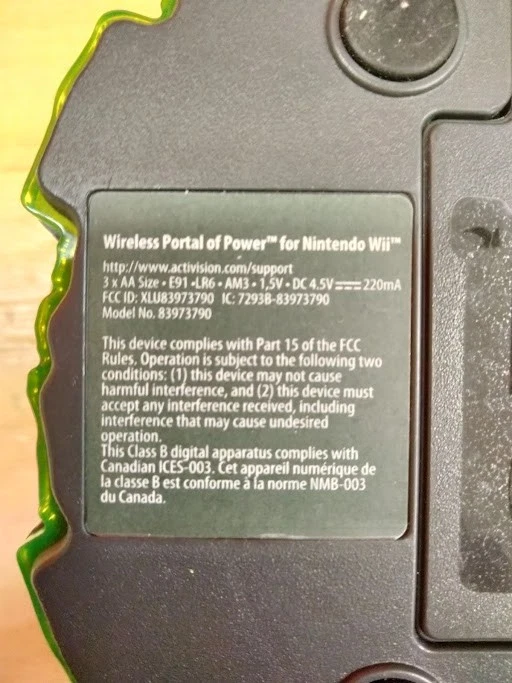 Wireless Portal of Power™ for Nintendo Wii™
http://www.activision.com/support
3 x AA Size • E91 •LR6 • AM3 • 1,5V • DC 4.5V⎓220mA
FCC ID: XLU83973790 IC: 7293B-83973790
Model No. 83973790
This device complies with Part 15 of the FCC
Rules. Operation is subject to the following two
conditions: (1) this device may not cause
harmful interference, and (2) this device must
accept any interference received, including
interference that may cause undesired
operation.
This Class B digital apparatus complies with
Canadian ICES-003. Cet appareil numérique de
la classe B est conforme à la norme NMB-003
du Canada.